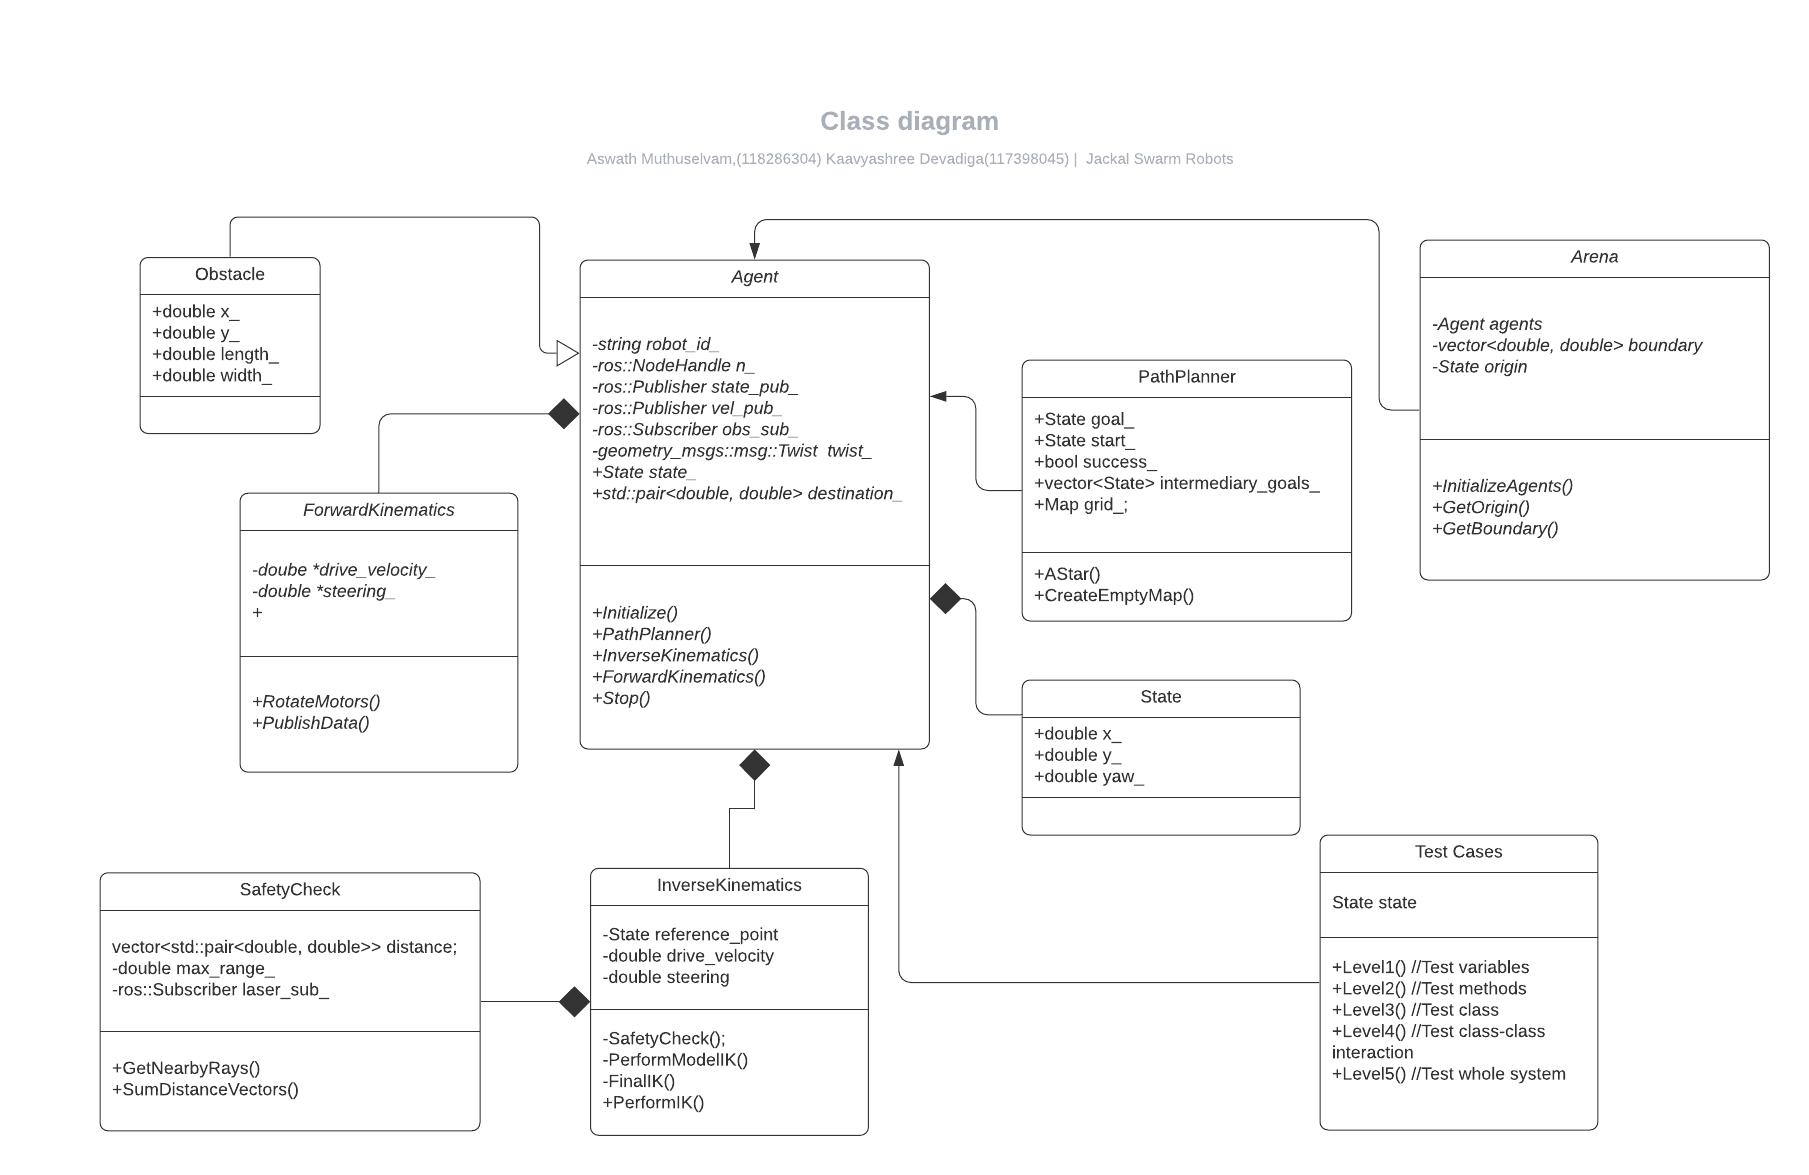 Class diagram
Aswath Muthuselvam,(118286304) Kaavyashree Devadiga(117398045) | Jackal Swarm Robots
Obstacle
+double x_
+double y_
+double length_
+double width_
Agent
-string robot_id_
-ros::NodeHandle n_
-ros::Publisher state_pub_
-ros::Publisher vel_pub_
-ros::Subscriber obs_sub_
-geometry_msgs::msg::Twist  twist_
+State state_
+std::pair<double, double> destination_
+Initialize()
+PathPlanner()
+InverseKinematics()
+ForwardKinematics()
+Stop()
Arena
-Agent agents
-vector<double, double> boundary
-State origin
+InitializeAgents()
+GetOrigin()
+GetBoundary()
PathPlanner
+State goal_
+State start_
+bool success_
+vector<State> intermediary_goals_
+Map grid_;
+AStar()
+CreateEmptyMap()
ForwardKinematics
-doube *drive_velocity_
-double *steering_
+
+RotateMotors()
+PublishData()
State
+double x_
+double y_
+double yaw_
SafetyCheck
vector<std::pair<double, double>> distance;
-double max_range_
-ros::Subscriber laser_sub_
+GetNearbyRays()
+SumDistanceVectors()
InverseKinematics
-State reference_point
-double drive_velocity
-double steering
-SafetyCheck();
-PerformModelIK()
-FinalIK()
+PerformIK()
Test Cases
State state
+Level1() //Test variables
+Level2() //Test methods
+Level3() //Test class
+Level4() //Test class-class
interaction
+Level5() //Test whole system